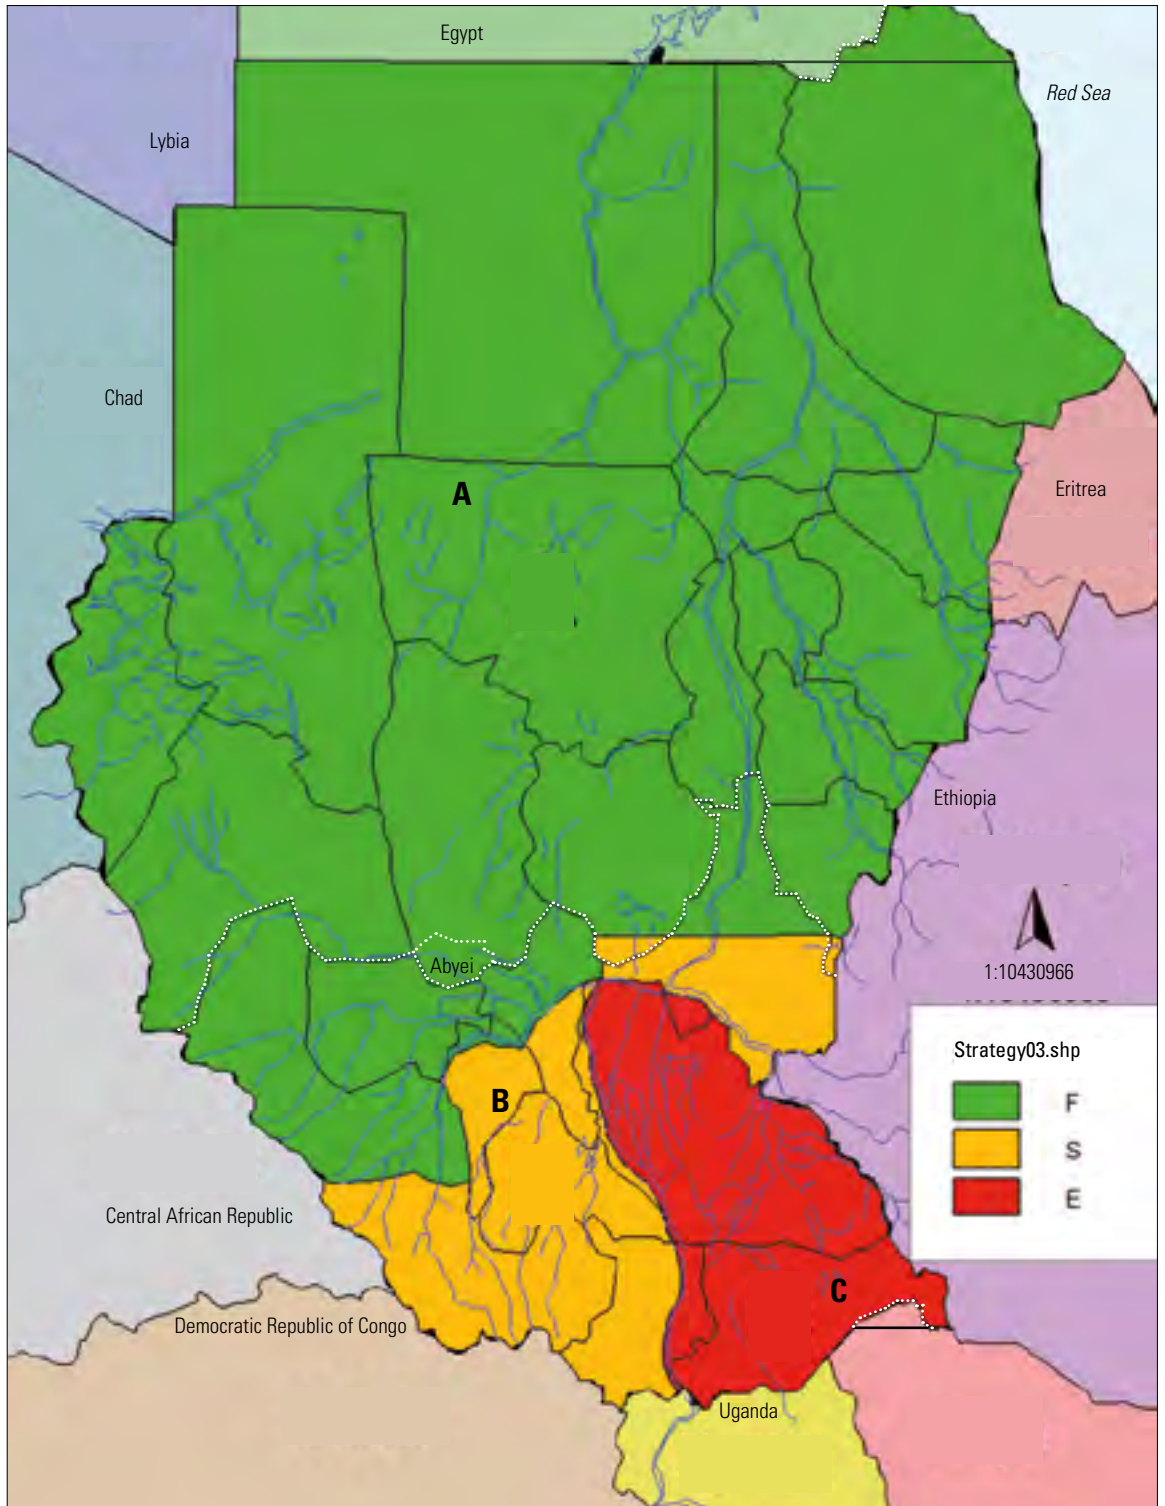 Egypt
Red Sea
Lybia
Chad
A
Eritrea
Ethiopia
Abyei
1:10430966
Strategy03.shp
F
B
S
E
Central African Republic
C
Democratic Republic of Congo
Uganda